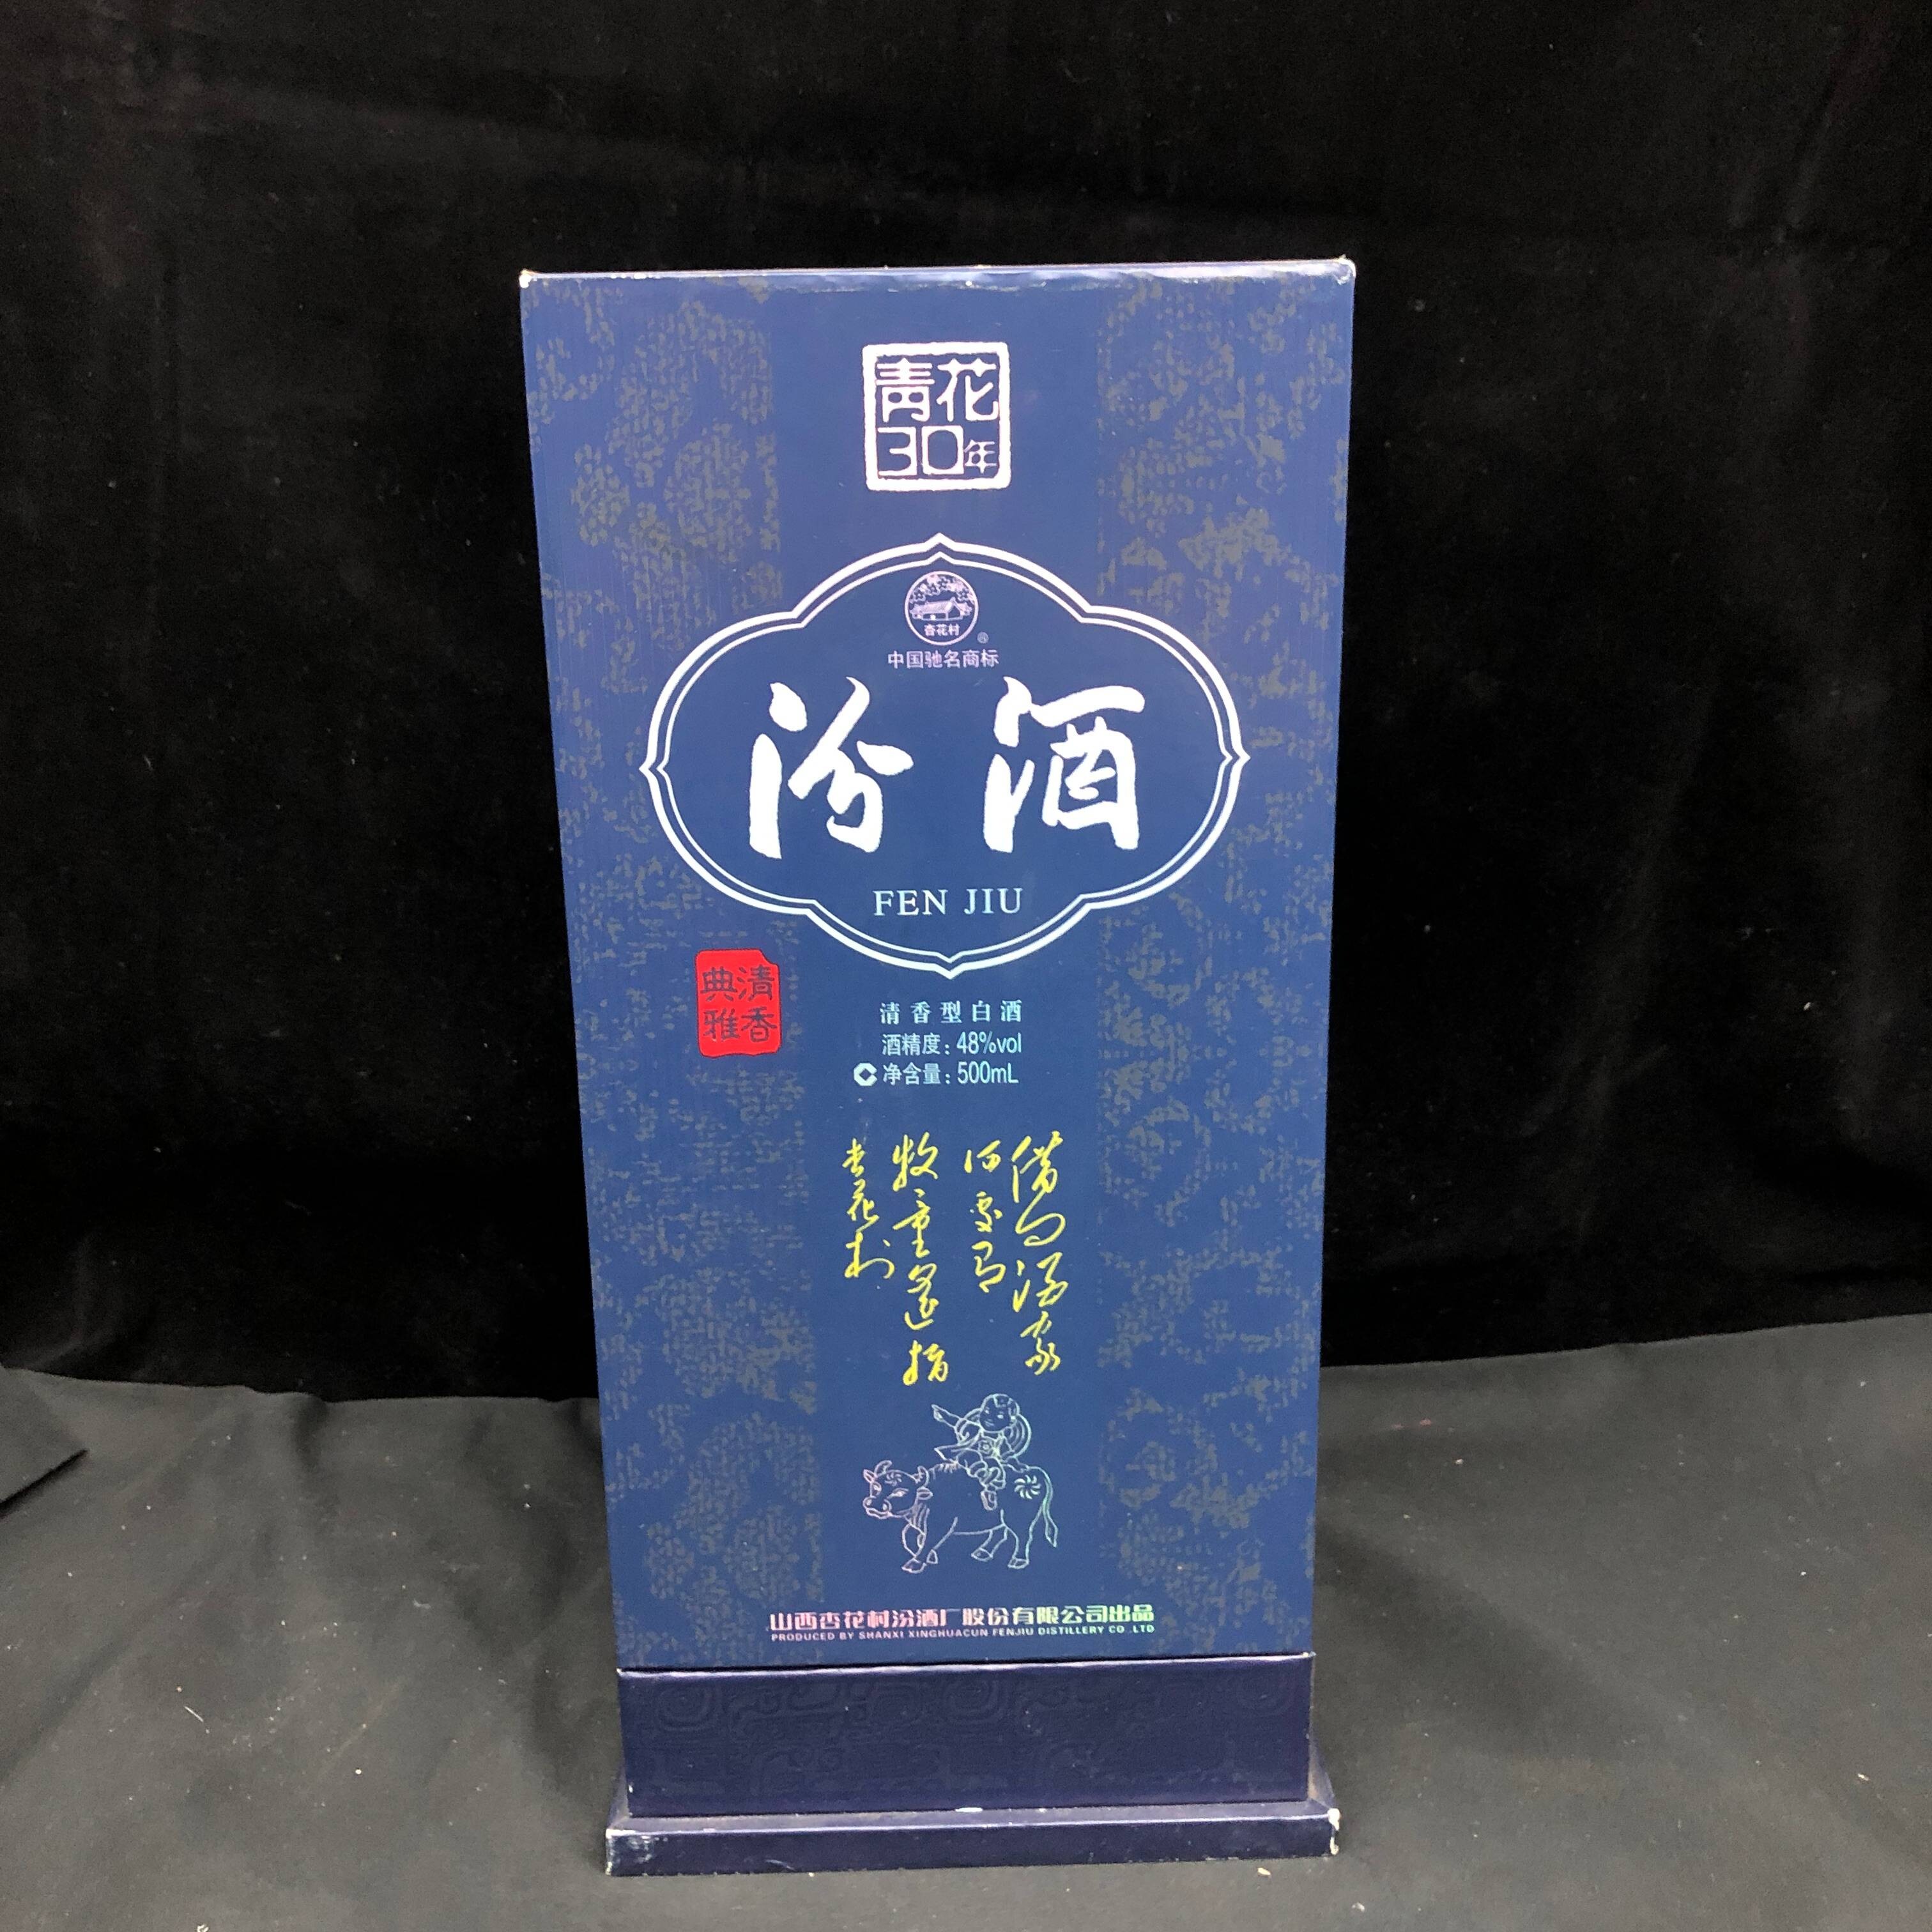 青花
30年
杏花村
®
中国驰名商标
汾酒
FEN JIU
清香
典雅
清香型白酒
酒精度：48%vol
C净含量：500mL
借问酒家
何处有
牧童遥指
杏花村
山西杏花村汾酒厂股份有限公司出品
PRODUCED BY SHANXI XINGHUACUN FENJIU DISTILLERY CO .LTD